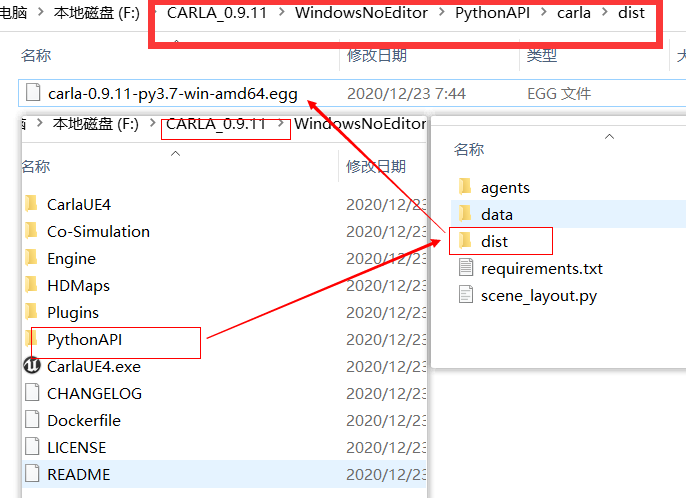 电脑 › 本地磁盘 (F:) › CARLA_0.9.11 › WindowsNoEditor › PythonAPI › carla › dist
名称 修改日期 类型
carla-0.9.11-py3.7-win-amd64.egg 2020/12/23 7:44 EGG 文件
› 本地磁盘 (F:) › CARLA_0.9.11 › WindowsNoEditor
名称 修改日期
CarlaUE4 2020/12/23
Co-Simulation 2020/12/23
Engine 2020/12/23
HDMaps 2020/12/23
Plugins 2020/12/23
PythonAPI 2020/12/23
CarlaUE4.exe 2020/12/23
CHANGELOG 2020/12/23
Dockerfile 2020/12/23
LICENSE 2020/12/23
README 2020/12/23
名称
agents
data
dist
requirements.txt
scene_layout.py